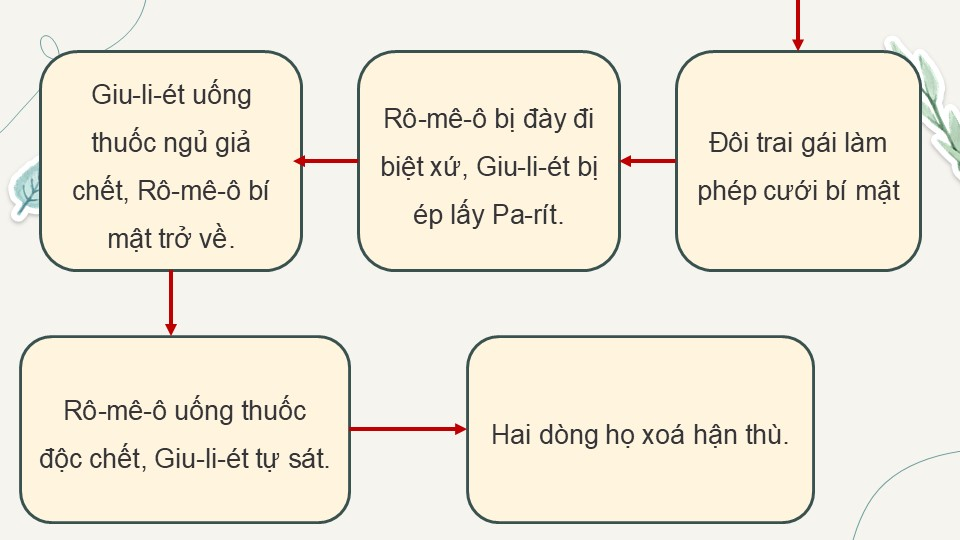 Đôi trai gái làm
phép cưới bí mật
Rô-mê-ô bị đày đi
biệt xứ, Giu-li-ét bị
ép lấy Pa-rít.
Giu-li-ét uống
thuốc ngủ giả
chết, Rô-mê-ô bí
mật trở về.
Rô-mê-ô uống thuốc
độc chết, Giu-li-ét tự sát.
Hai dòng họ xoá hận thù.